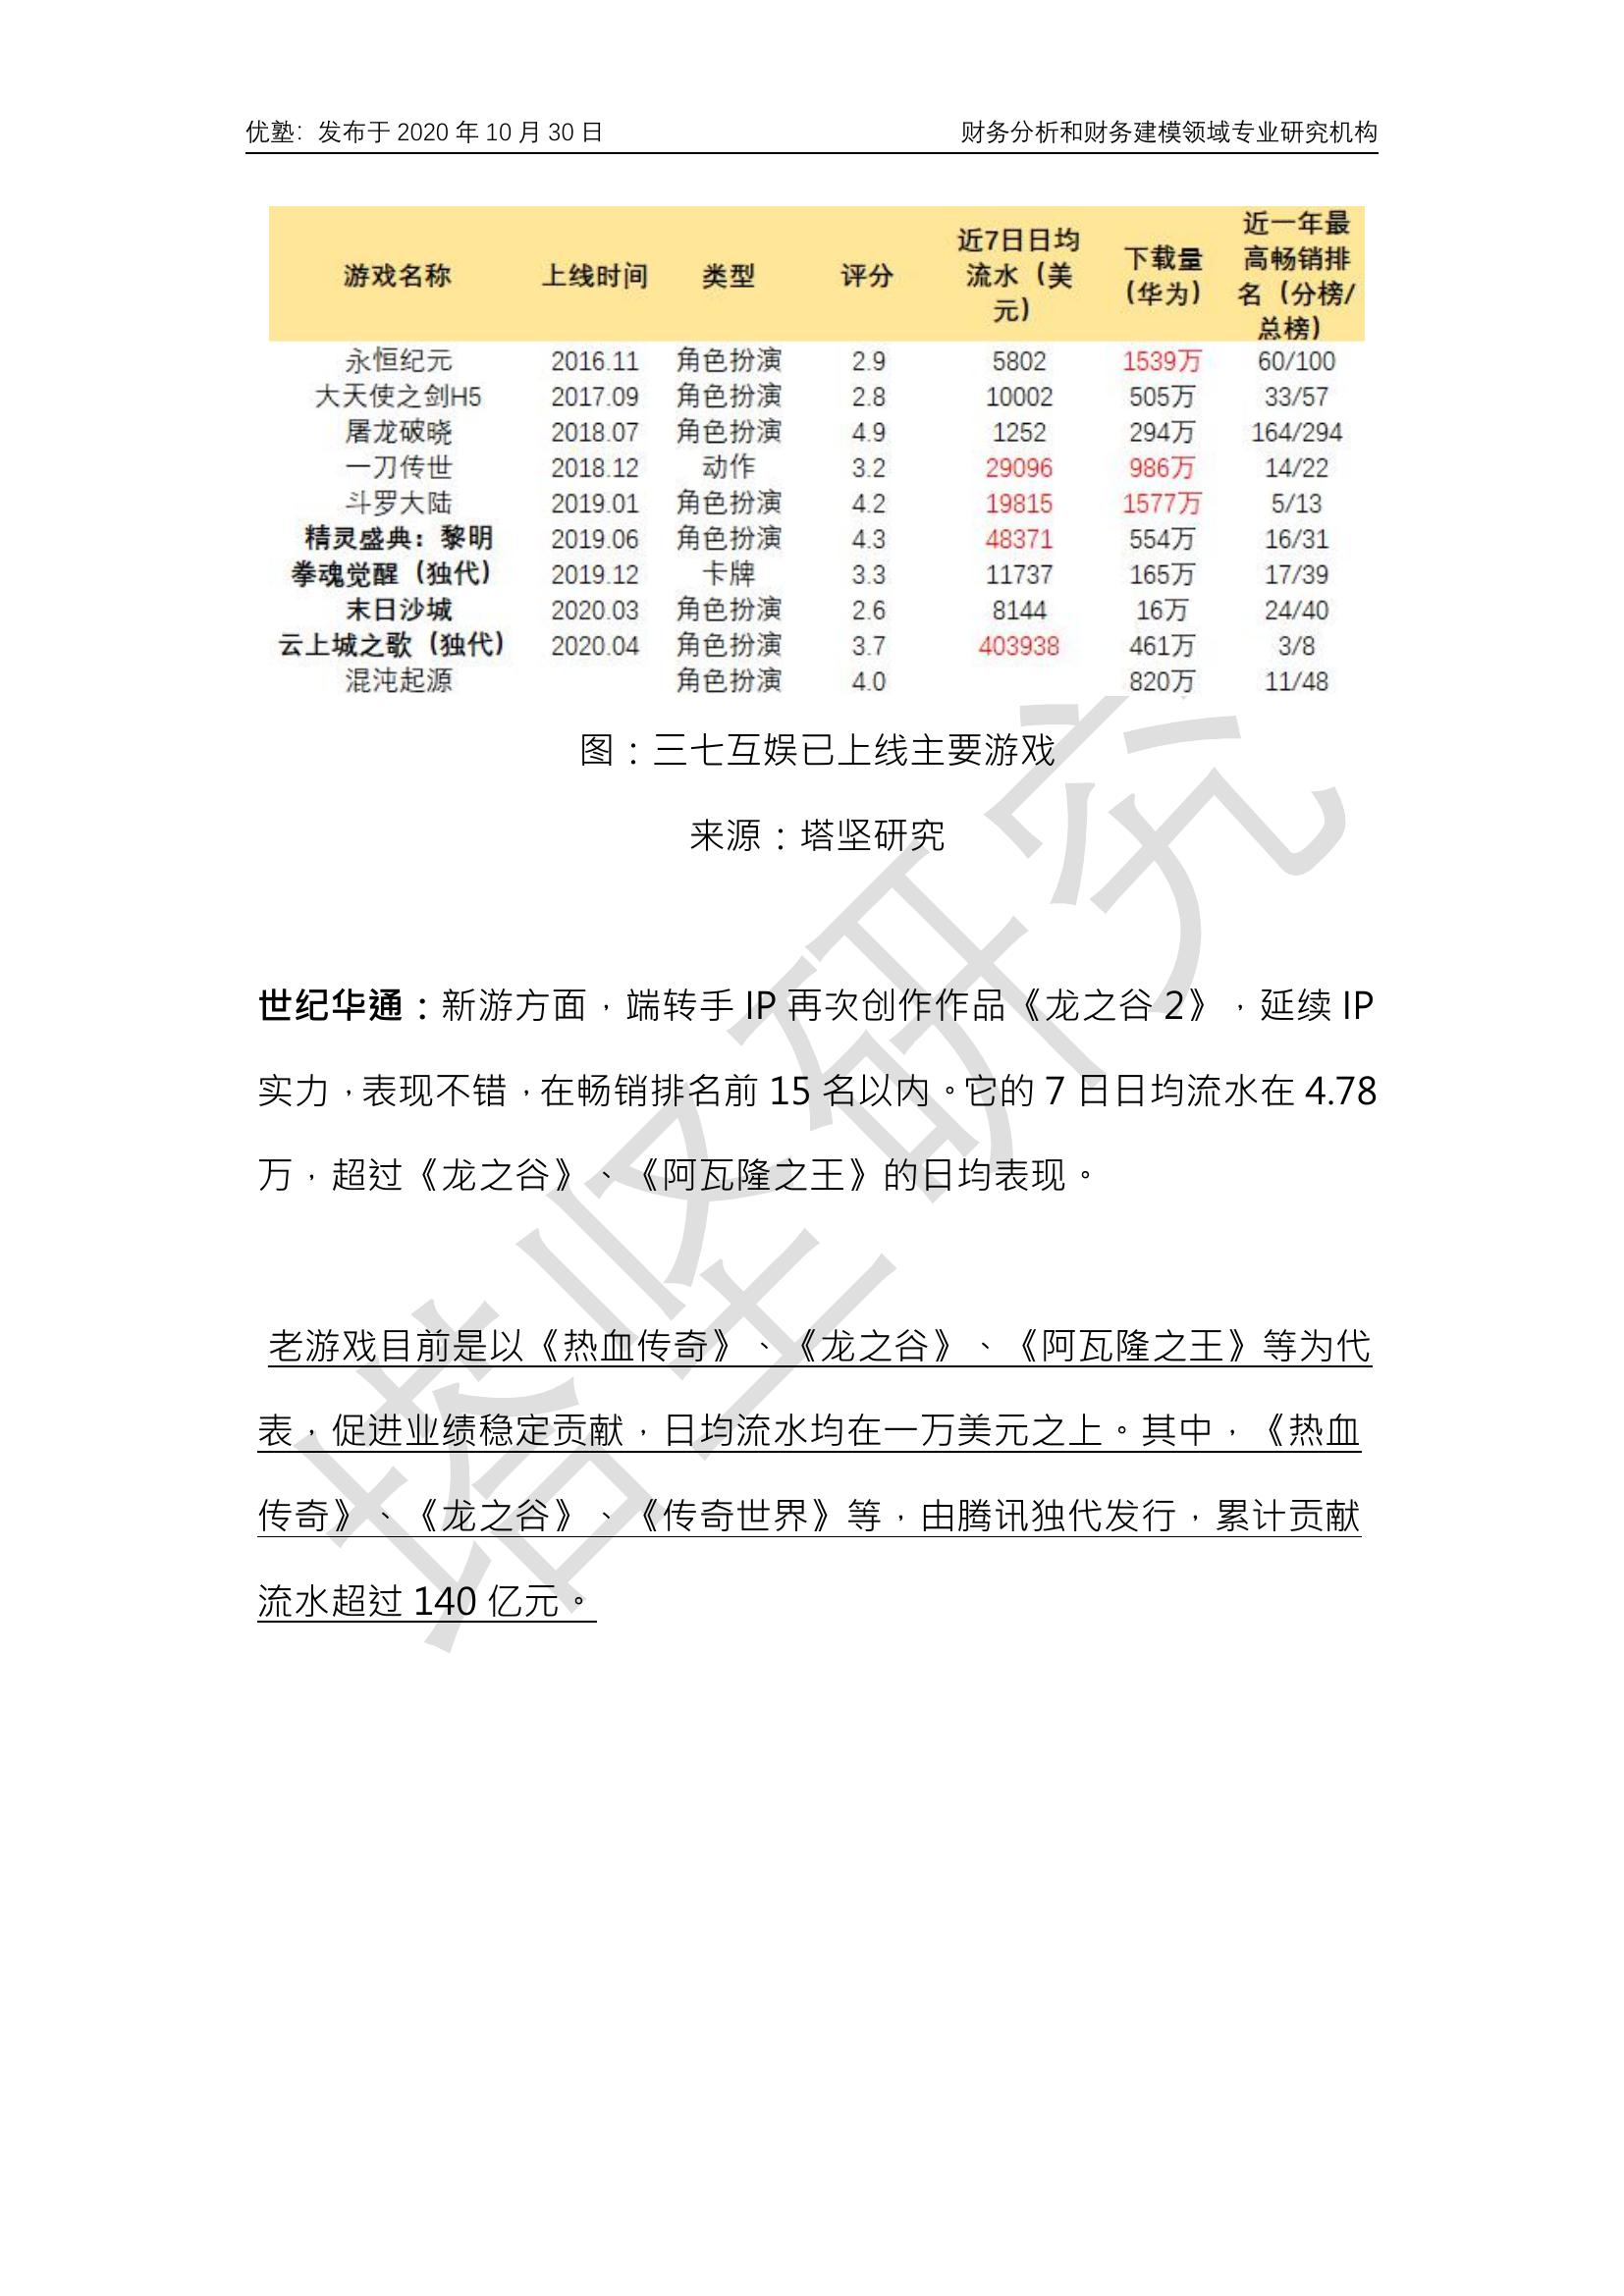 优塾：发布于 2020 年 10 月 30 日 财务分析和财务建模领域专业研究机构
游戏名称 上线时间 类型 评分 近7日日均流水（美元） 下载量（华为） 近一年最高畅销排名（分榜/总榜）
永恒纪元 2016.11 角色扮演 2.9 5802 1539万 60/100
大天使之剑H5 2017.09 角色扮演 2.8 10002 505万 33/57
屠龙破晓 2018.07 角色扮演 4.9 1252 294万 164/294
一刀传世 2018.12 动作 3.2 29096 986万 14/22
斗罗大陆 2019.01 角色扮演 4.2 19815 1577万 5/13
精灵盛典：黎明 2019.06 角色扮演 4.3 48371 554万 16/31
拳魂觉醒（独代） 2019.12 卡牌 3.3 11737 165万 17/39
末日沙城 2020.03 角色扮演 2.6 8144 16万 24/40
云上城之歌（独代） 2020.04 角色扮演 3.7 403938 461万 3/8
混沌起源 角色扮演 4.0 820万 11/48
图：三七互娱已上线主要游戏
来源：塔坚研究
世纪华通：新游方面，端转手 IP 再次创作作品《龙之谷 2》，延续 IP
实力，表现不错，在畅销排名前 15 名以内。它的 7 日日均流水在 4.78
万，超过《龙之谷》、《阿瓦隆之王》的日均表现。
老游戏目前是以《热血传奇》、《龙之谷》、《阿瓦隆之王》等为代
表，促进业绩稳定贡献，日均流水均在一万美元之上。其中，《热血
传奇》、《龙之谷》、《传奇世界》等，由腾讯独代发行，累计贡献
流水超过 140 亿元。
塔坚研究